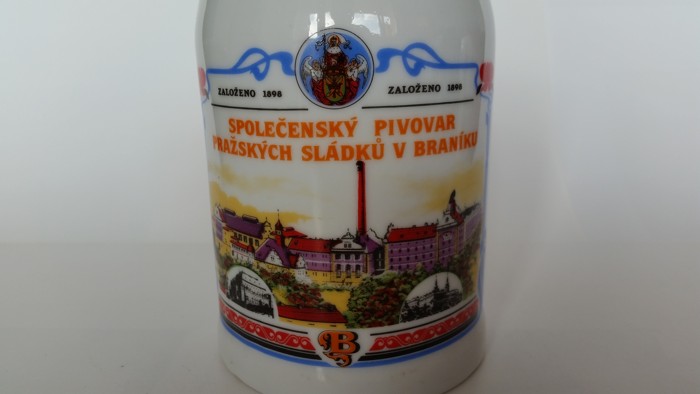 ZALOŽENO 1898 ZALOŽENO 1898
SPOLEČENSKÝ PIVOVAR
PRAŽSKÝCH SLÁDKŮ V BRANÍKU
B